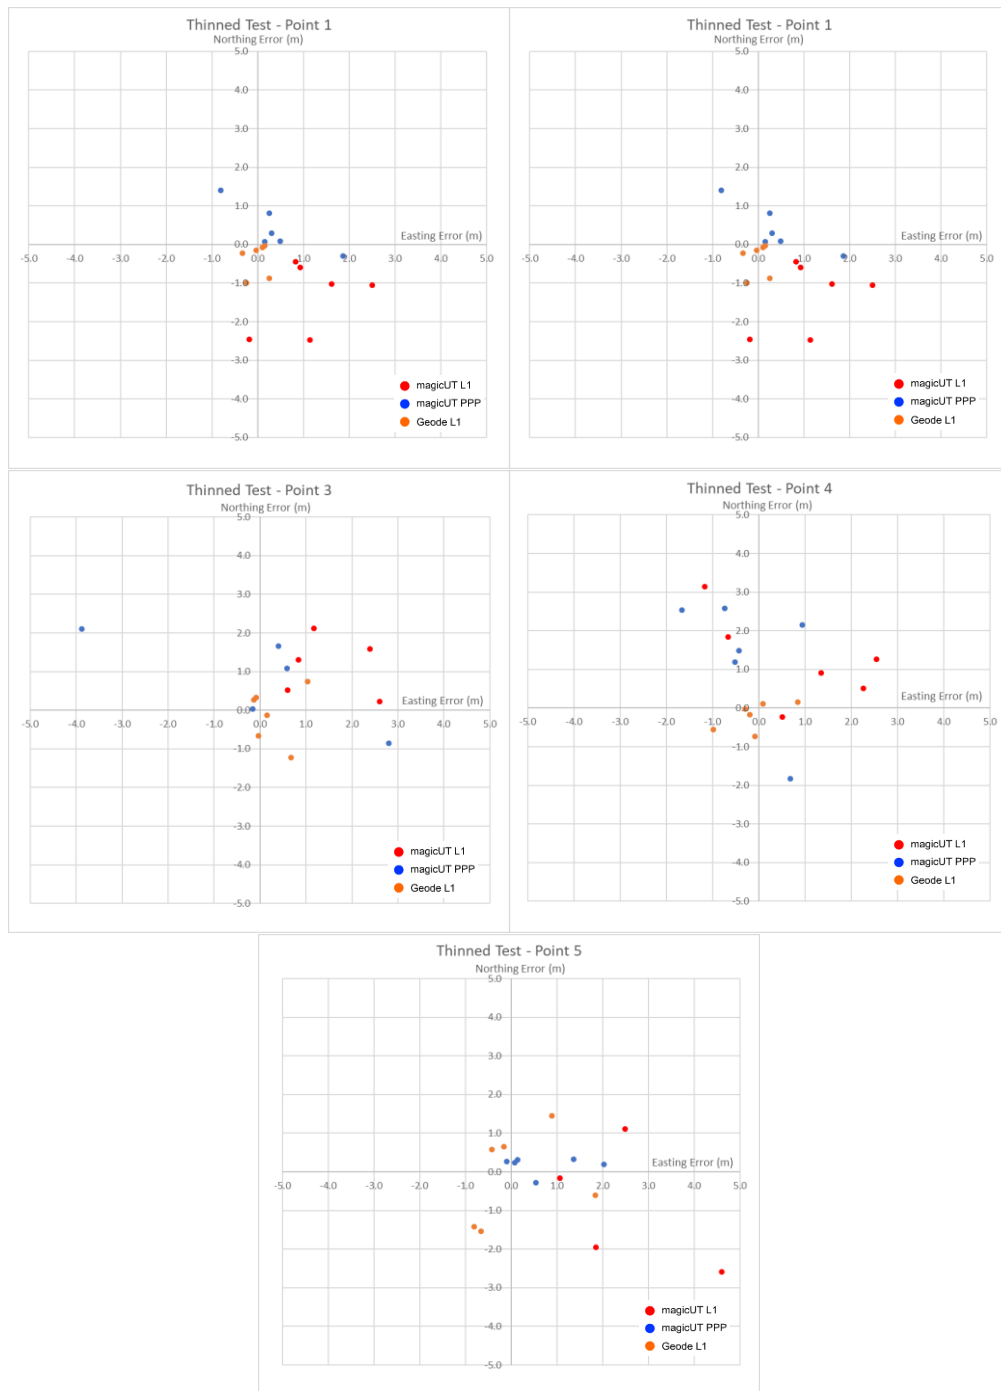 Thinned Test - Point 1
Northing Error (m)
5.0
4.0
3.0
2.0
1.0
0.0
Easting Error (m)
-5.0 -4.0 -3.0 -2.0 -1.0 0.0 1.0 2.0 3.0 4.0 5.0
-1.0
-2.0
-3.0
-4.0
-5.0
magicUT L1
magicUT PPP
Geode L1
Thinned Test - Point 1
Northing Error (m)
5.0
4.0
3.0
2.0
1.0
0.0
Easting Error (m)
-5.0 -4.0 -3.0 -2.0 -1.0 0.0 1.0 2.0 3.0 4.0 5.0
-1.0
-2.0
-3.0
-4.0
-5.0
magicUT L1
magicUT PPP
Geode L1
Thinned Test - Point 3
Northing Error (m)
5.0
4.0
3.0
2.0
1.0
0.0
Easting Error (m)
-5.0 -4.0 -3.0 -2.0 -1.0 0.0 1.0 2.0 3.0 4.0 5.0
-1.0
-2.0
-3.0
-4.0
-5.0
magicUT L1
magicUT PPP
Geode L1
Thinned Test - Point 4
Northing Error (m)
5.0
4.0
3.0
2.0
1.0
0.0
Easting Error (m)
-5.0 -4.0 -3.0 -2.0 -1.0 0.0 1.0 2.0 3.0 4.0 5.0
-1.0
-2.0
-3.0
-4.0
-5.0
magicUT L1
magicUT PPP
Geode L1
Thinned Test - Point 5
Northing Error (m)
5.0
4.0
3.0
2.0
1.0
0.0
Easting Error (m)
-5.0 -4.0 -3.0 -2.0 -1.0 0.0 1.0 2.0 3.0 4.0 5.0
-1.0
-2.0
-3.0
-4.0
-5.0
magicUT L1
magicUT PPP
Geode L1